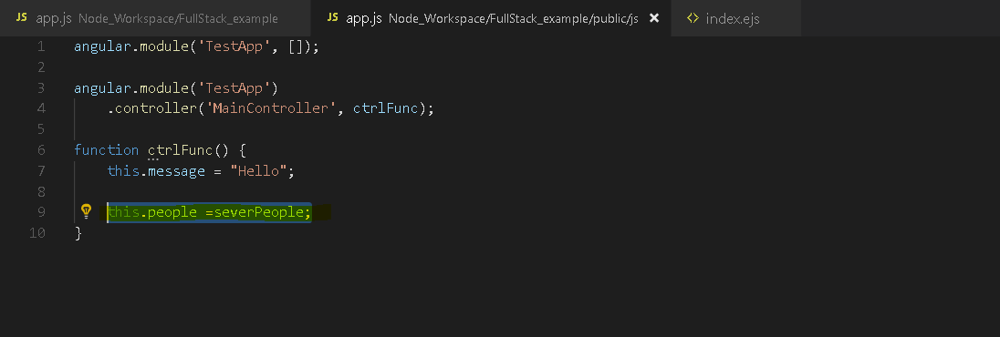 JS app.js Node_Workspace/FullStack_example JS app.js Node_Workspace/FullStack_example/public/js × <> index.ejs
1 angular.module('TestApp', []);
2
3 angular.module('TestApp')
4 .controller('MainController', ctrlFunc);
5
6 function ctrlFunc() {
7 this.message = "Hello";
8
9 this.people =severPeople;
10 }